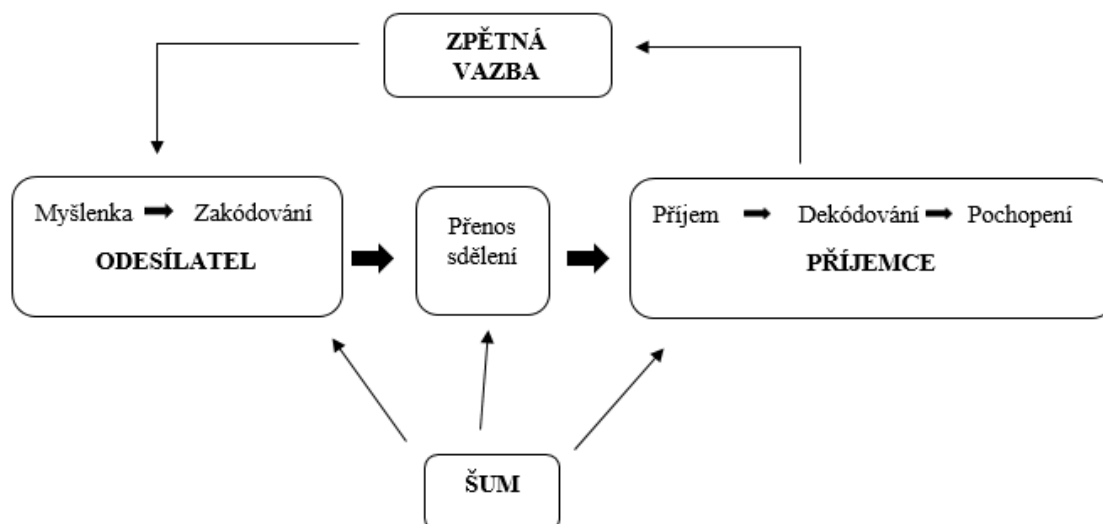 ZPĚTNÁ
VAZBA
Myšlenka Zakódování
ODESÍLATEL
Přenos
sdělení
Příjem Dekódování Pochopení
PŘÍJEMCE
ŠUM